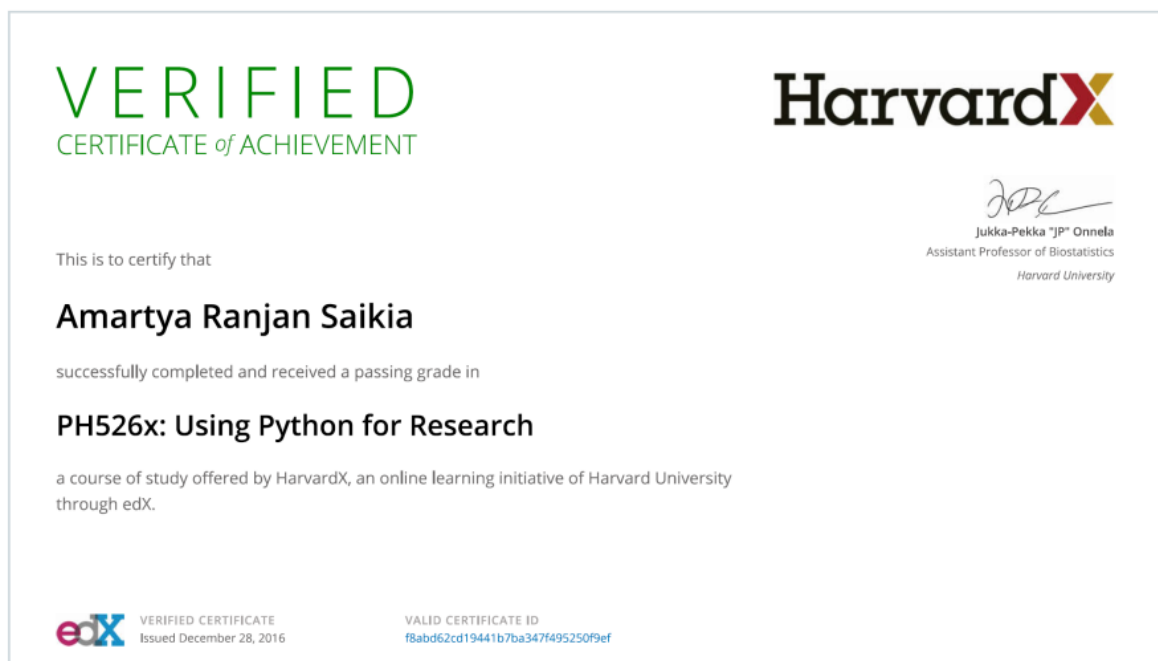 VERIFIED
CERTIFICATE of ACHIEVEMENT
HarvardX
Jukka-Pekka "JP" Onnela
Assistant Professor of Biostatistics
Harvard University
This is to certify that
Amartya Ranjan Saikia
successfully completed and received a passing grade in
PH526x: Using Python for Research
a course of study offered by HarvardX, an online learning initiative of Harvard University
through edX.
edX
VERIFIED CERTIFICATE
Issued December 28, 2016
VALID CERTIFICATE ID
f8abd62cd19441b7ba347f495250f9ef